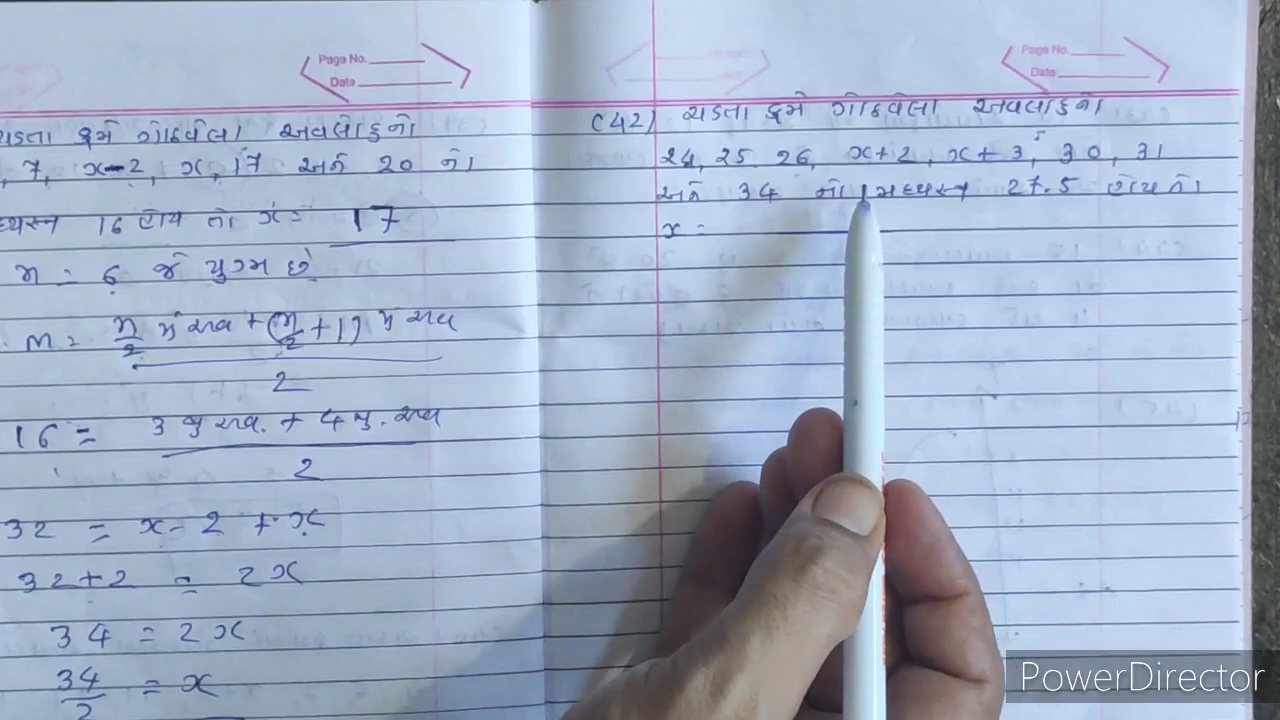 Page No.
Date
ચડતા ક્રમે ગોઠવેલા અવલોકનો
, 7, x-2, x, 17 અને 20 નો
મધ્યસ્થ 16 હોય તો x = 17
n = 6 જે યુગ્મ છે
M = n/2 મું અવ + (n/2 + 1) મું અવ
2
16 = 3 જુ અવ. + 4 થુ. અવ
2
32 = x - 2 + x
32 + 2 = 2x
34 = 2x
34/2 = x
Page No.
Date
(42) ચડતા ક્રમે ગોઠવેલા અવલોકનો
24, 25. 26, x+2, x+3, 30, 31
અને 34 નો મધ્યસ્થ 27.5 હોય તો
x =
PowerDirector